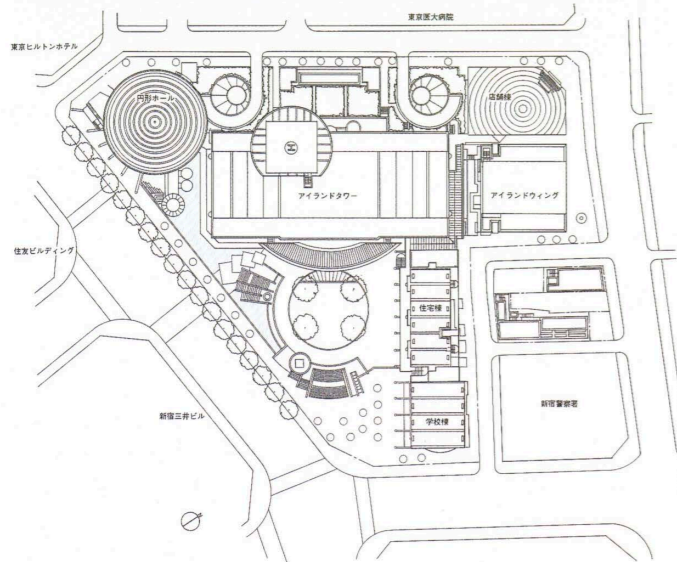 東京医大病院
東京ヒルトンホテル
円形ホール
店舗棟
H
アイランドタワー
アイランドウィング
住友ビルディング
住宅棟
新宿三井ビル
新宿警察署
学校棟